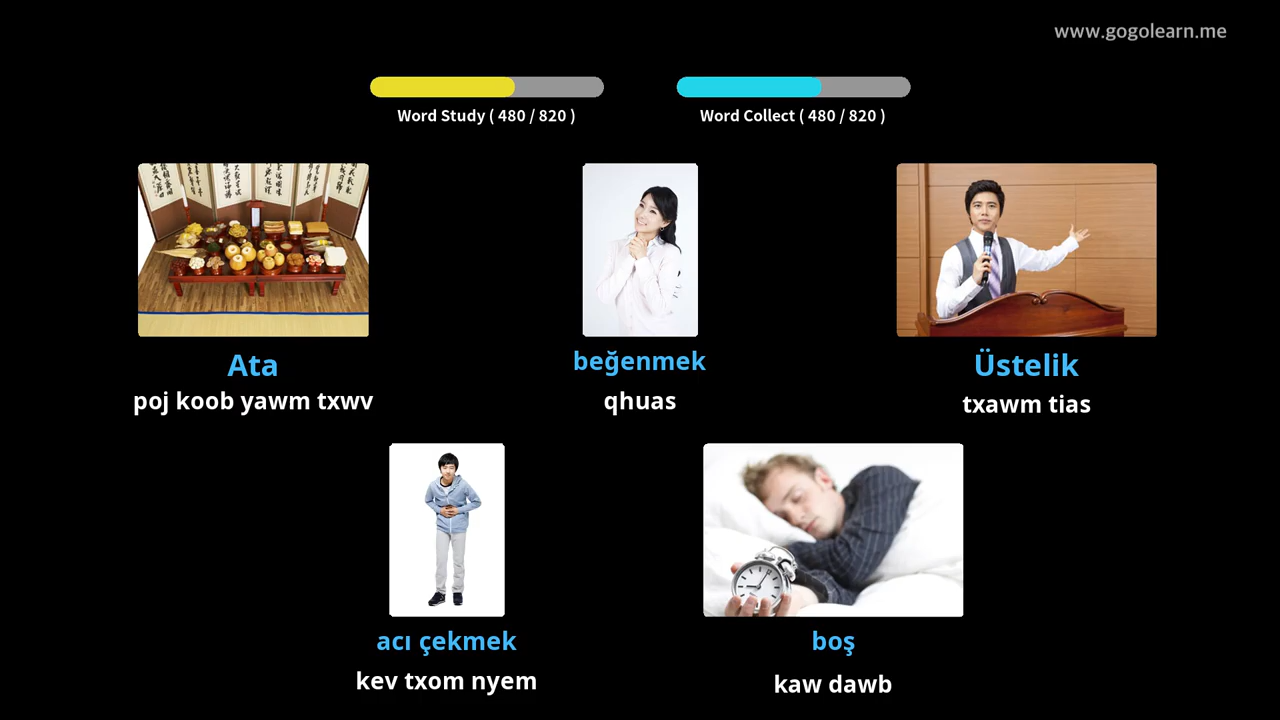 www.gogolearn.me
Word Study ( 480 / 820 )
Word Collect ( 480 / 820 )
Ata
poj koob yawm txwv
beğenmek
qhuas
Üstelik
txawm tias
acı çekmek
kev txom nyem
boş
kaw dawb